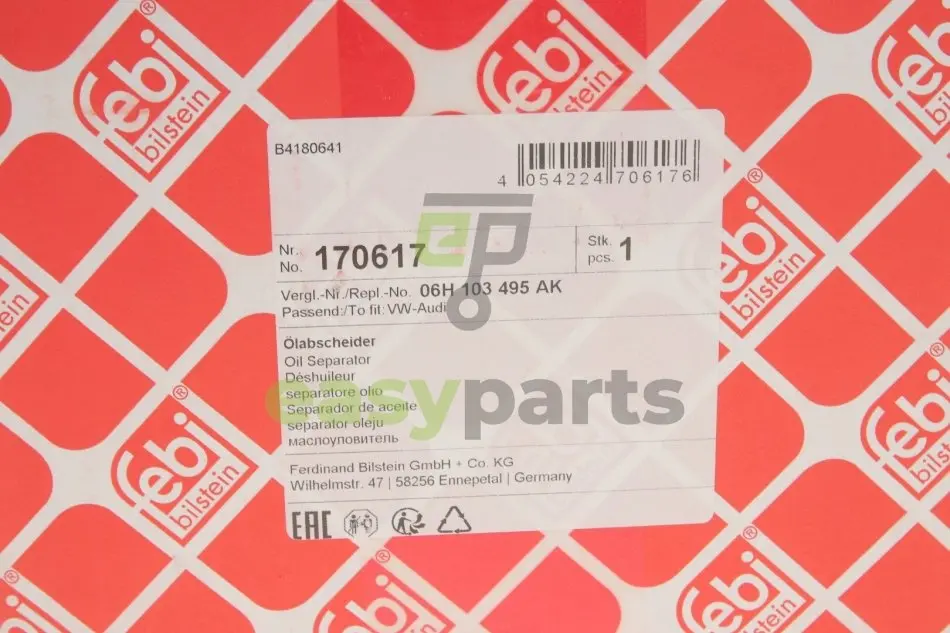 febi
bilstein
B4180641
4 054224 706176
Nr.
No. 170617
Stk.
pcs. 1
Vergl.-Nr./Repl.-No. 06H 103 495 AK
Passend:/To fit: VW-Audi
Ölabscheider
Oil Separator
Déshuileur
separatore olio
Separador de aceite
separator oleju
маслоуловитель
easyparts
Ferdinand Bilstein GmbH + Co. KG
Wilhelmstr. 47 | 58256 Ennepetal | Germany
EAC